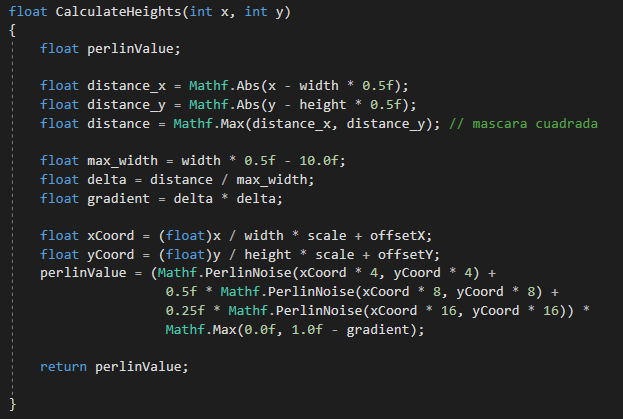 float CalculateHeights(int x, int y)
{
float perlinValue;
float distance_x = Mathf.Abs(x - width * 0.5f);
float distance_y = Mathf.Abs(y - height * 0.5f);
float distance = Mathf.Max(distance_x, distance_y); // mascara cuadrada
float max_width = width * 0.5f - 10.0f;
float delta = distance / max_width;
float gradient = delta * delta;
float xCoord = (float)x / width * scale + offsetX;
float yCoord = (float)y / height * scale + offsetY;
perlinValue = (Mathf.PerlinNoise(xCoord * 4, yCoord * 4) +
0.5f * Mathf.PerlinNoise(xCoord * 8, yCoord * 8) +
0.25f * Mathf.PerlinNoise(xCoord * 16, yCoord * 16)) *
Mathf.Max(0.0f, 1.0f - gradient);
return perlinValue;
}